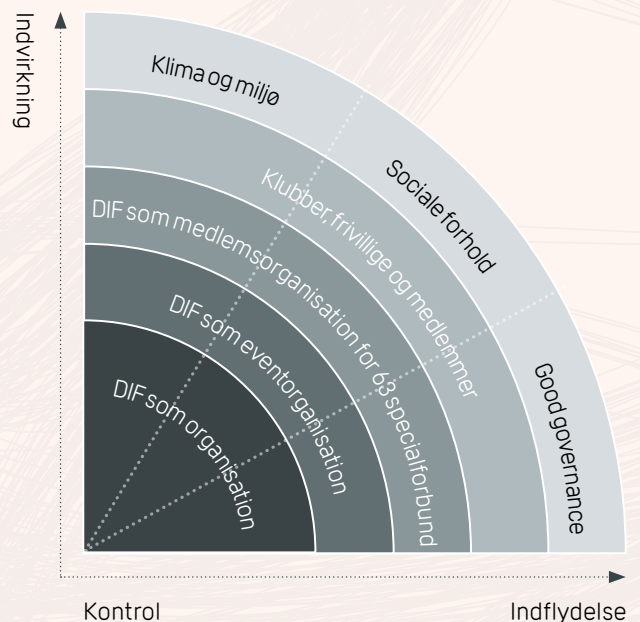 Indvirkning
Klima og miljø
Sociale forhold
Good governance
Klubber, frivillige og medlemmer
DIF som medlemsorganisation for 63 specialforbund
DIF som eventorganisation
DIF som organisation
Kontrol
Indflydelse